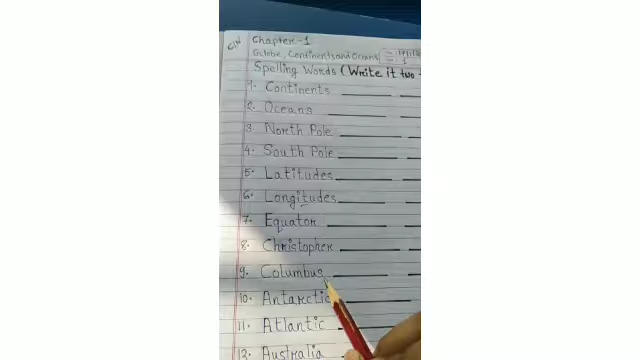 C/W
Chapter-1
Globe, Continents and Oceans
Spelling Words (Write it two
1. Continents
2. Oceans
3. North Pole
4. South Pole
5. Latitudes
6. Longitudes
7. Equator
8. Christopher
9. Columbus
10. Antarctic
11. Atlantic
12. Australia